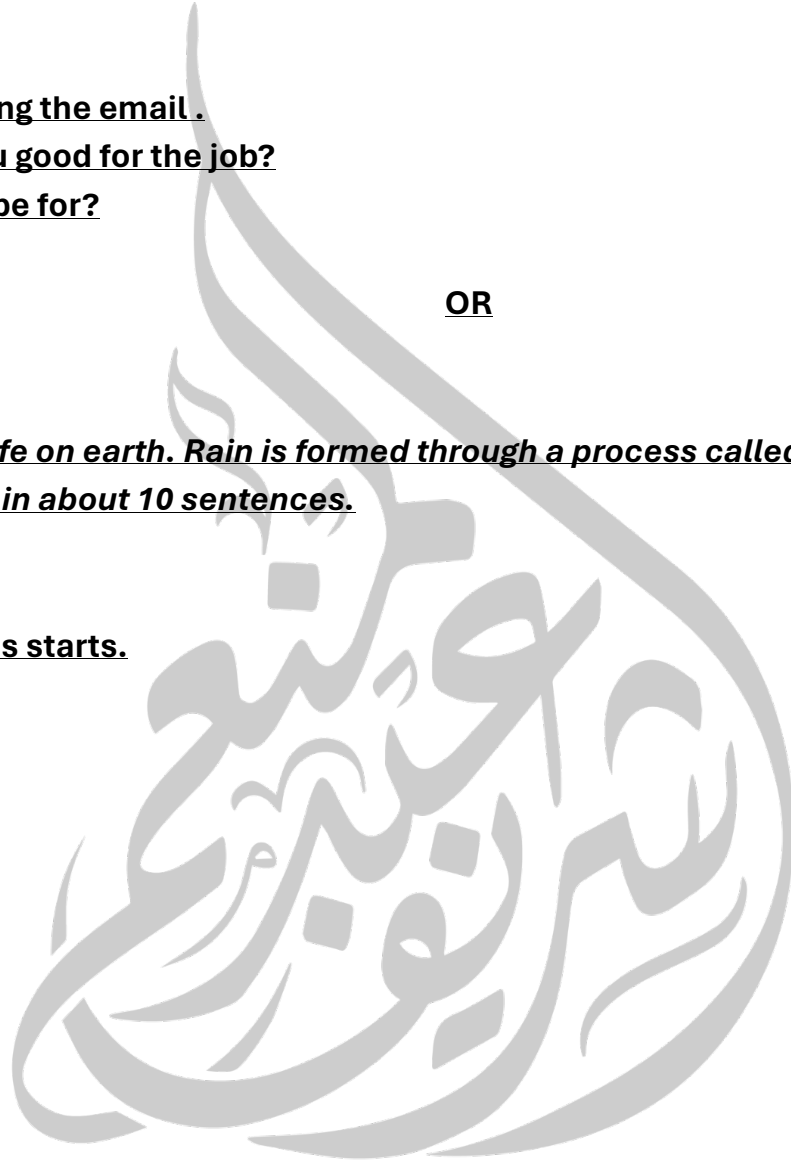 ng the email .
u good for the job?
be for?
OR
fe on earth. Rain is formed through a process called
in about 10 sentences.
s starts.